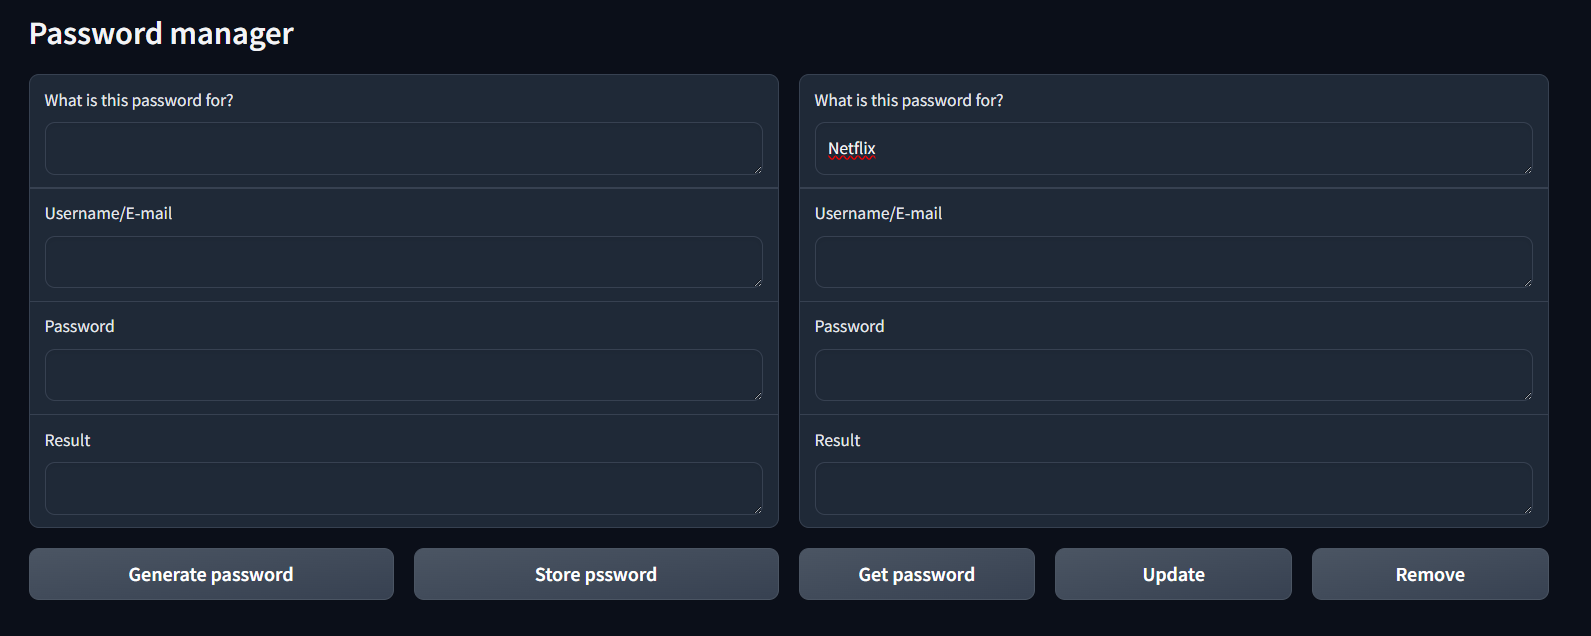 Password manager
What is this password for?
Username/E-mail
Password
Result
Generate password
Store pssword
What is this password for?
Netflix
Username/E-mail
Password
Result
Get password
Update
Remove